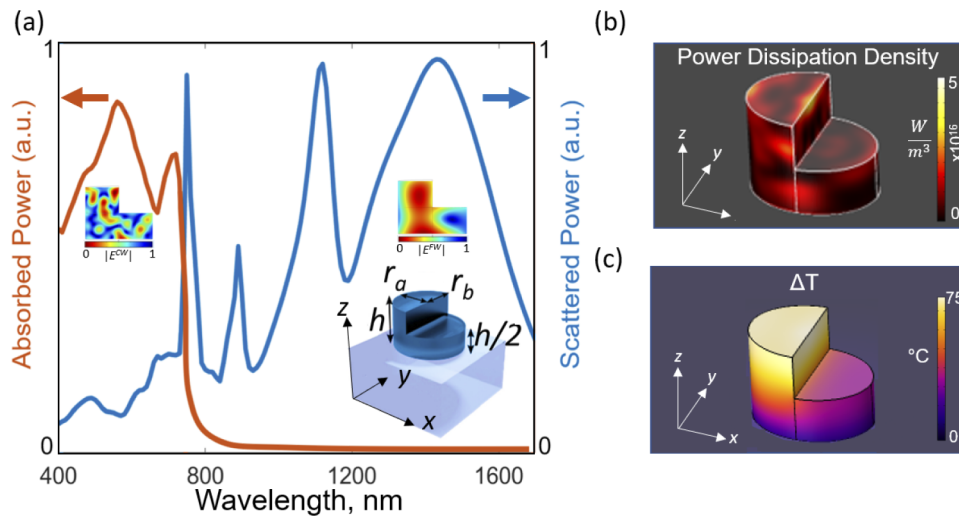 (a)
1
1
Absorbed Power (a.u.)
Scattered Power (a.u.)
0 1
|E^CW|
0 1
|E^FW|
r_a r_b
h
h/2
z
y
x
0
0
400 800 1200 1600
Wavelength, nm
(b)
Power Dissipation Density
5
x10^16
0
W/m^3
z
y
(c)
ΔT
75
°C
0
z
y
x